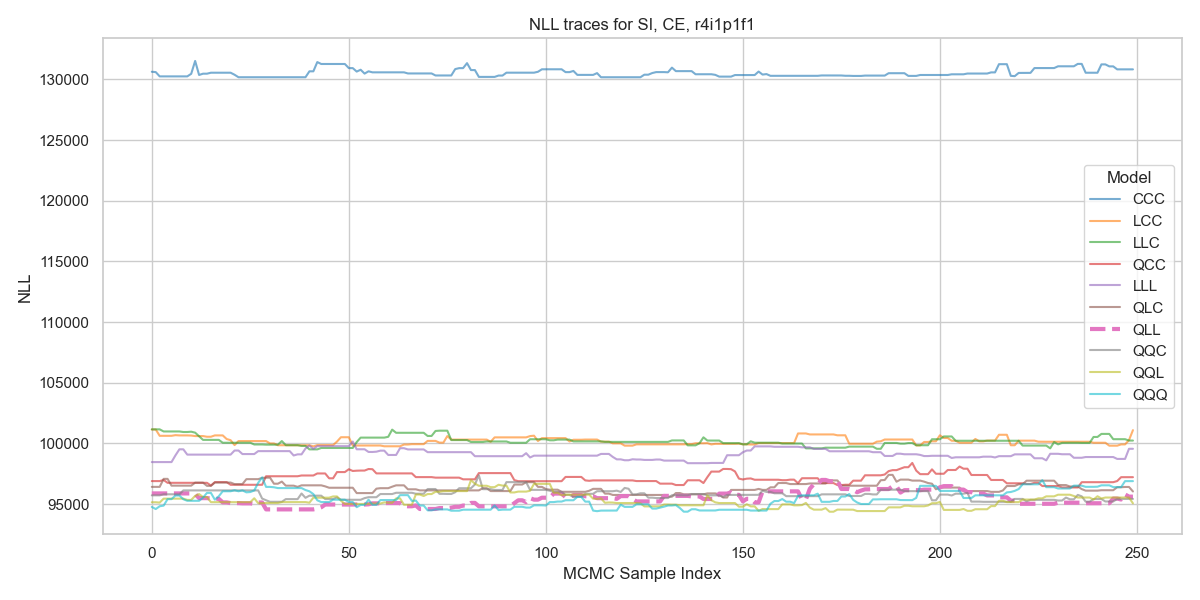 NLL traces for SI, CE, r4i1p1f1
130000
125000
120000
115000
110000
105000
100000
95000
NLL
0
50
100
150
200
250
MCMC Sample Index
Model
CCC
LCC
LLC
QCC
LLL
QLC
QLL
QQC
QQL
QQQ